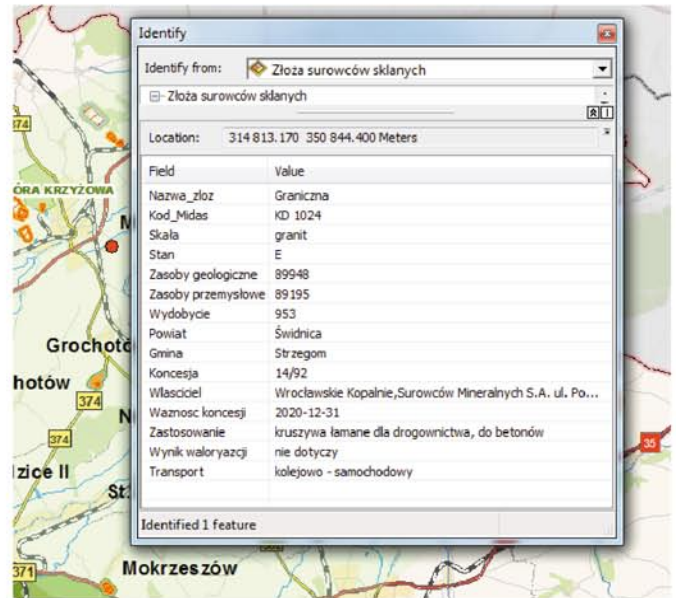 Identify
Identify from: Złoża surowców sklanych
Złoża surowców sklanych
Location: 314 813.170 350 844.400 Meters
Field Value
Nazwa_zloz Graniczna
Kod_Midas KD 1024
Skała granit
Stan E
Zasoby geologiczne 89948
Zasoby przemysłowe 89195
Wydobycie 953
Powiat Świdnica
Gmina Strzegom
Koncesja 14/92
Wlasciciel Wrocławskie Kopalnie,Surowców Mineralnych S.A. ul. Po...
Waznosc koncesji 2020-12-31
Zastosowanie kruszywa łamane dla drogownictwa, do betonów
Wynik waloryazcji nie dotyczy
Transport kolejowo - samochodowy
Identified 1 feature
374
ÓRA KRZYŻOWA
M
Grochotó
hotów
374
N
374
35
zice II
St
371
Mokrzeszów